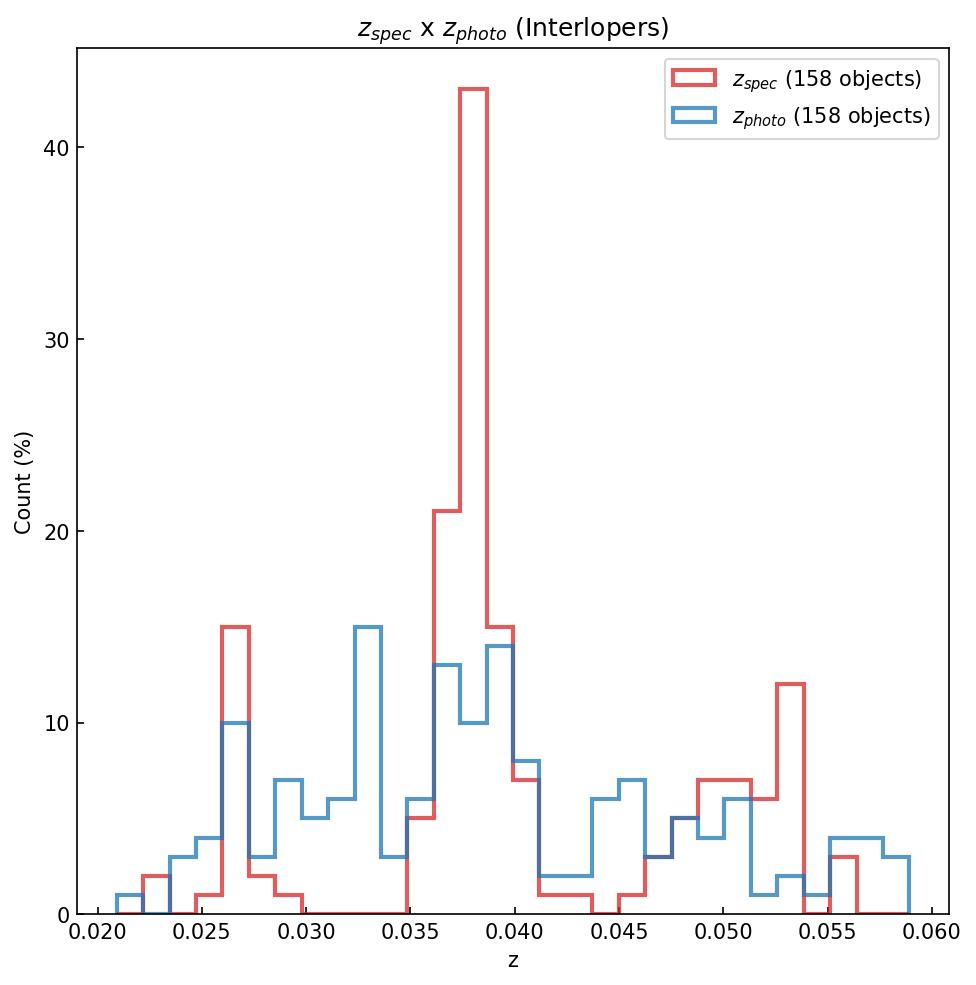 z_spec x z_photo (Interlopers)
z_spec (158 objects)
z_photo (158 objects)
Count (%)
40
30
20
10
0
0.020 0.025 0.030 0.035 0.040 0.045 0.050 0.055 0.060
z